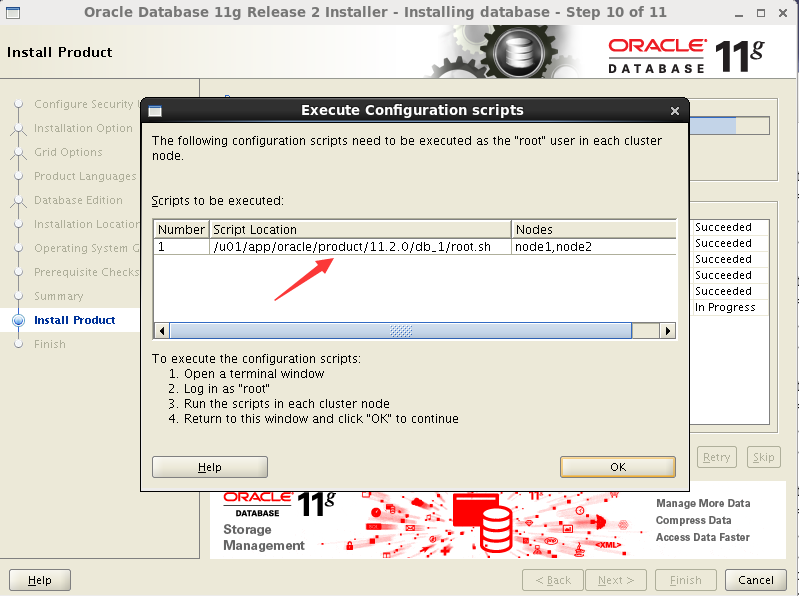 Oracle Database 11g Release 2 Installer - Installing database - Step 10 of 11
Install Product
ORACLE
DATABASE
11g
Configure Security
Installation Option
Grid Options
Product Languages
Database Edition
Installation Location
Operating System G
Prerequisite Checks
Summary
Install Product
Finish
Execute Configuration scripts
The following configuration scripts need to be executed as the "root" user in each cluster
node.
Scripts to be executed:
Number Script Location Nodes
1 /u01/app/oracle/product/11.2.0/db_1/root.sh node1,node2
To execute the configuration scripts:
1. Open a terminal window
2. Log in as "root"
3. Run the scripts in each cluster node
4. Return to this window and click "OK" to continue
Help OK
Succeeded
Succeeded
Succeeded
Succeeded
Succeeded
In Progress
Retry Skip
ORACLE
DATABASE
11g
Storage
Management
<XML>
Manage More Data
Compress Data
Access Data Faster
Help < Back Next > Finish Cancel